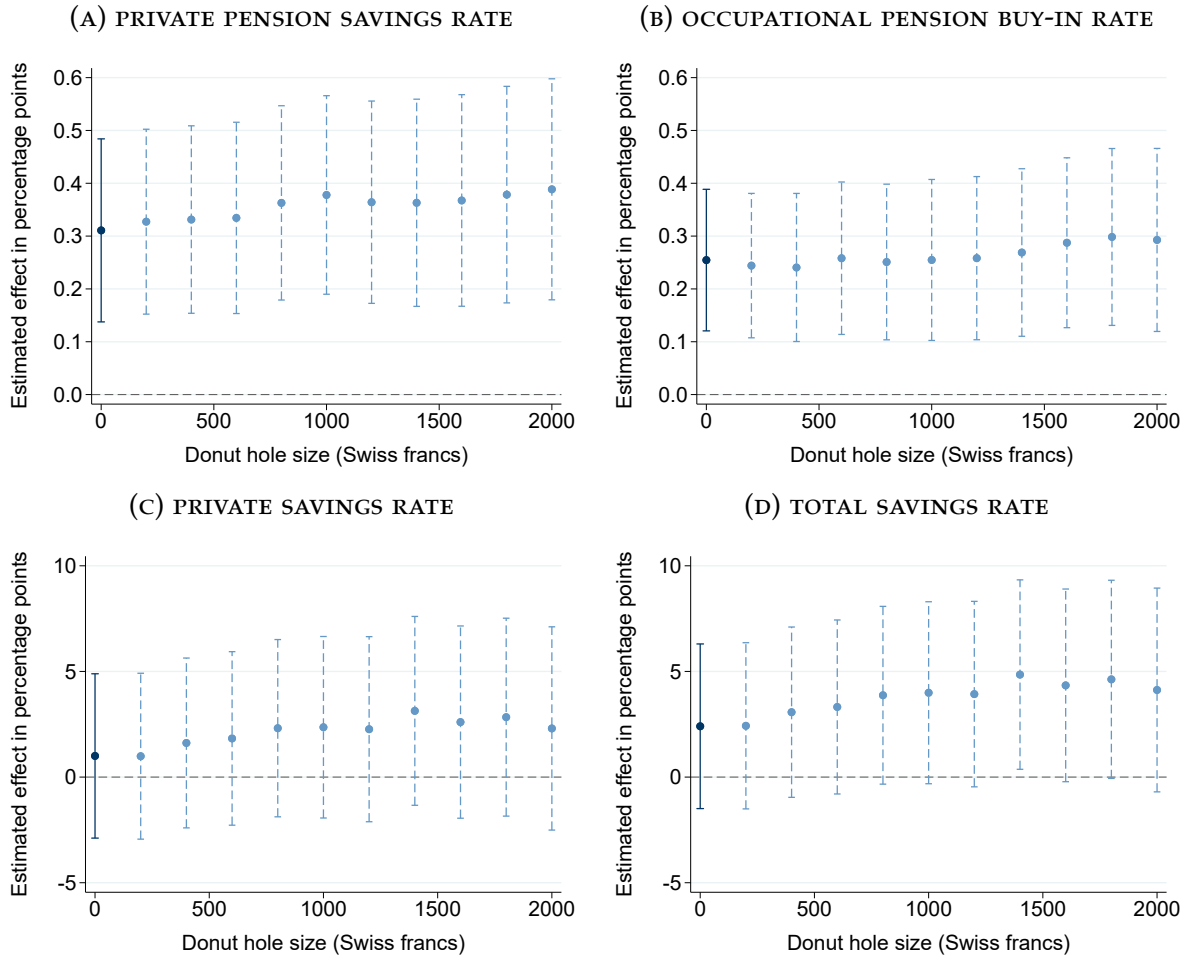 (A) PRIVATE PENSION SAVINGS RATE
Estimated effect in percentage points
0.6
0.5
0.4
0.3
0.2
0.1
0.0
0 500 1000 1500 2000
Donut hole size (Swiss francs)
(B) OCCUPATIONAL PENSION BUY-IN RATE
Estimated effect in percentage points
0.6
0.5
0.4
0.3
0.2
0.1
0.0
0 500 1000 1500 2000
Donut hole size (Swiss francs)
(C) PRIVATE SAVINGS RATE
Estimated effect in percentage points
10
5
0
-5
0 500 1000 1500 2000
Donut hole size (Swiss francs)
(D) TOTAL SAVINGS RATE
Estimated effect in percentage points
10
5
0
-5
0 500 1000 1500 2000
Donut hole size (Swiss francs)